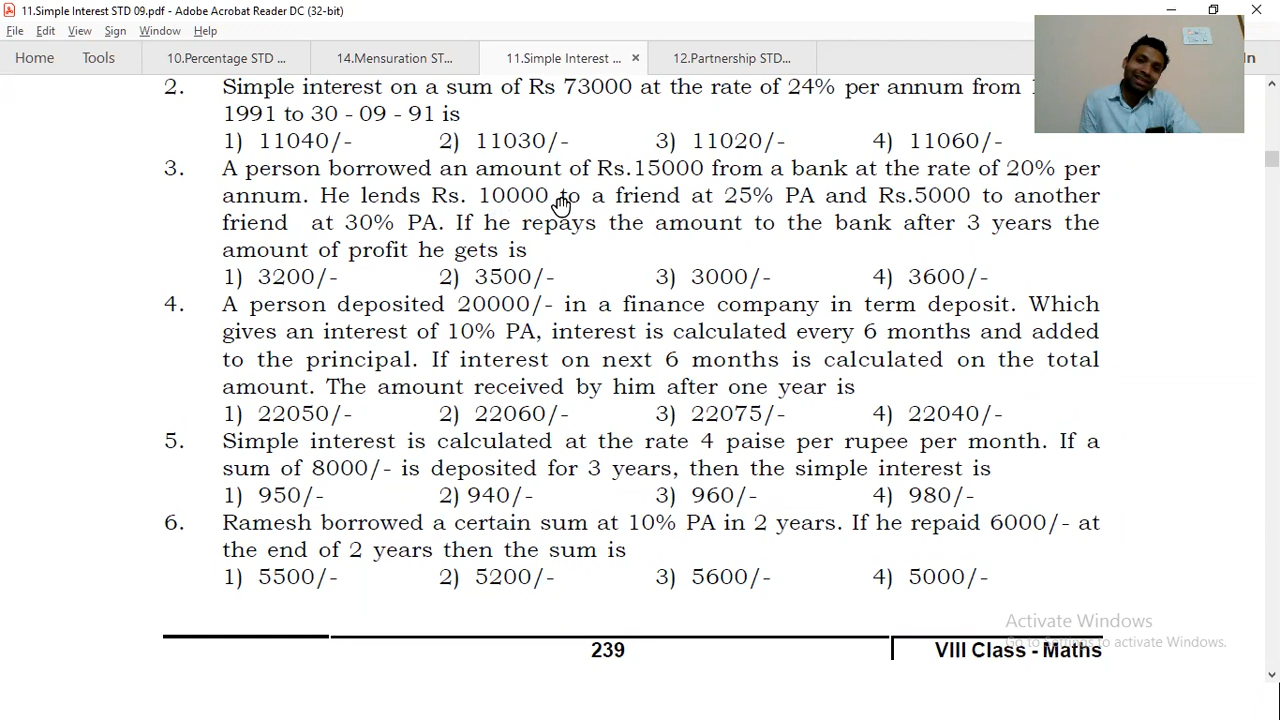 11.Simple Interest STD 09.pdf - Adobe Acrobat Reader DC (32-bit)
File Edit View Sign Window Help
Home Tools 10.Percentage STD ... 14.Mensuration ST... 11.Simple Interest ... × 12.Partnership STD... In
2. Simple interest on a sum of Rs 73000 at the rate of 24% per annum from
1991 to 30 - 09 - 91 is
1) 11040/- 2) 11030/- 3) 11020/- 4) 11060/-
3. A person borrowed an amount of Rs.15000 from a bank at the rate of 20% per
annum. He lends Rs. 10000 to a friend at 25% PA and Rs.5000 to another
friend at 30% PA. If he repays the amount to the bank after 3 years the
amount of profit he gets is
1) 3200/- 2) 3500/- 3) 3000/- 4) 3600/-
4. A person deposited 20000/- in a finance company in term deposit. Which
gives an interest of 10% PA, interest is calculated every 6 months and added
to the principal. If interest on next 6 months is calculated on the total
amount. The amount received by him after one year is
1) 22050/- 2) 22060/- 3) 22075/- 4) 22040/-
5. Simple interest is calculated at the rate 4 paise per rupee per month. If a
sum of 8000/- is deposited for 3 years, then the simple interest is
1) 950/- 2) 940/- 3) 960/- 4) 980/-
6. Ramesh borrowed a certain sum at 10% PA in 2 years. If he repaid 6000/- at
the end of 2 years then the sum is
1) 5500/- 2) 5200/- 3) 5600/- 4) 5000/-
Activate Windows
Go to Settings to activate Windows.
239 VIII Class - Maths